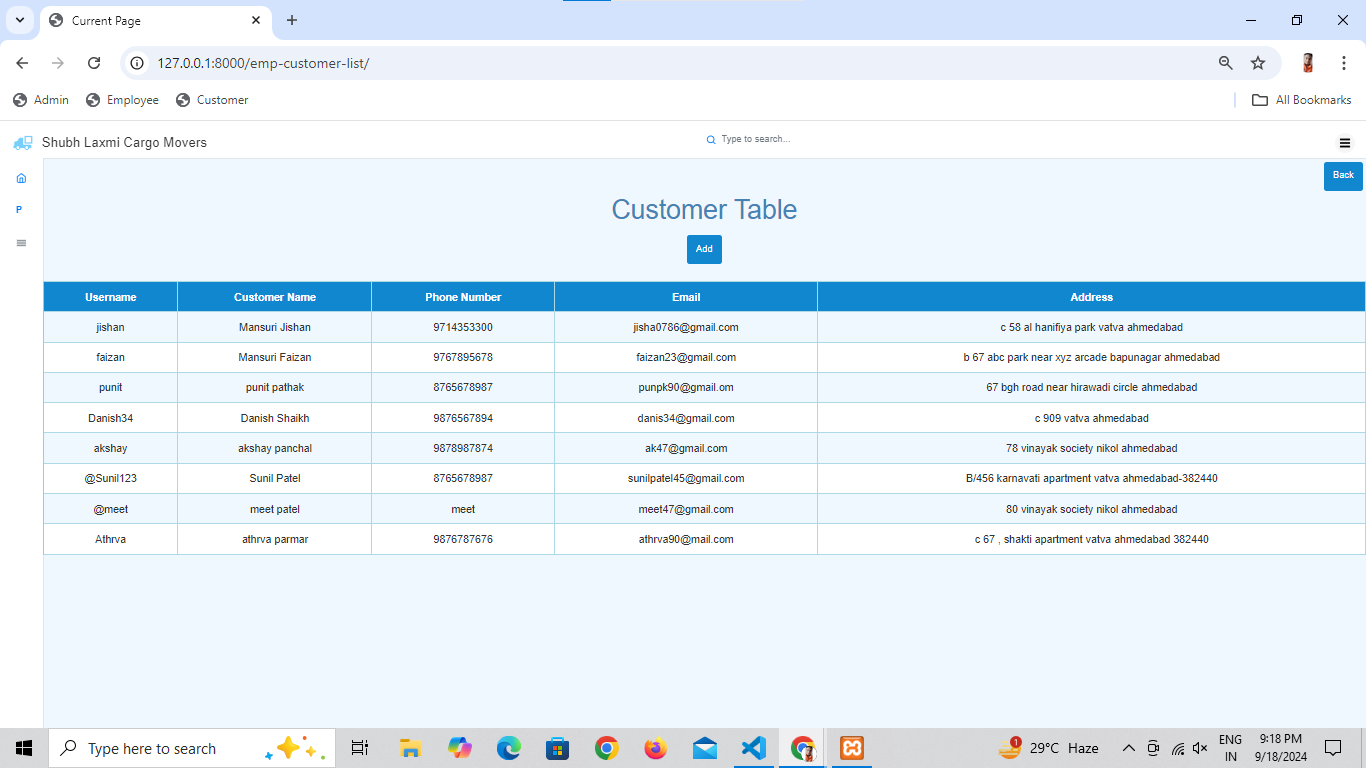 Current Page
127.0.0.1:8000/emp-customer-list/
Admin Employee Customer All Bookmarks
Shubh Laxmi Cargo Movers Type to search...
Back
P
Customer Table
Add
Username Customer Name Phone Number Email Address
jishan Mansuri Jishan 9714353300 jisha0786@gmail.com c 58 al hanifiya park vatva ahmedabad
faizan Mansuri Faizan 9767895678 faizan23@gmail.com b 67 abc park near xyz arcade bapunagar ahmedabad
punit punit pathak 8765678987 punpk90@gmail.om 67 bgh road near hirawadi circle ahmedabad
Danish34 Danish Shaikh 9876567894 danis34@gmail.com c 909 vatva ahmedabad
akshay akshay panchal 9878987874 ak47@gmail.com 78 vinayak society nikol ahmedabad
@Sunil123 Sunil Patel 8765678987 sunilpatel45@gmail.com B/456 karnavati apartment vatva ahmedabad-382440
@meet meet patel meet meet47@gmail.com 80 vinayak society nikol ahmedabad
Athrva athrva parmar 9876787676 athrva90@mail.com c 67 , shakti apartment vatva ahmedabad 382440
Type here to search 1 29°C Haze ENG 9:18 PM
IN 9/18/2024